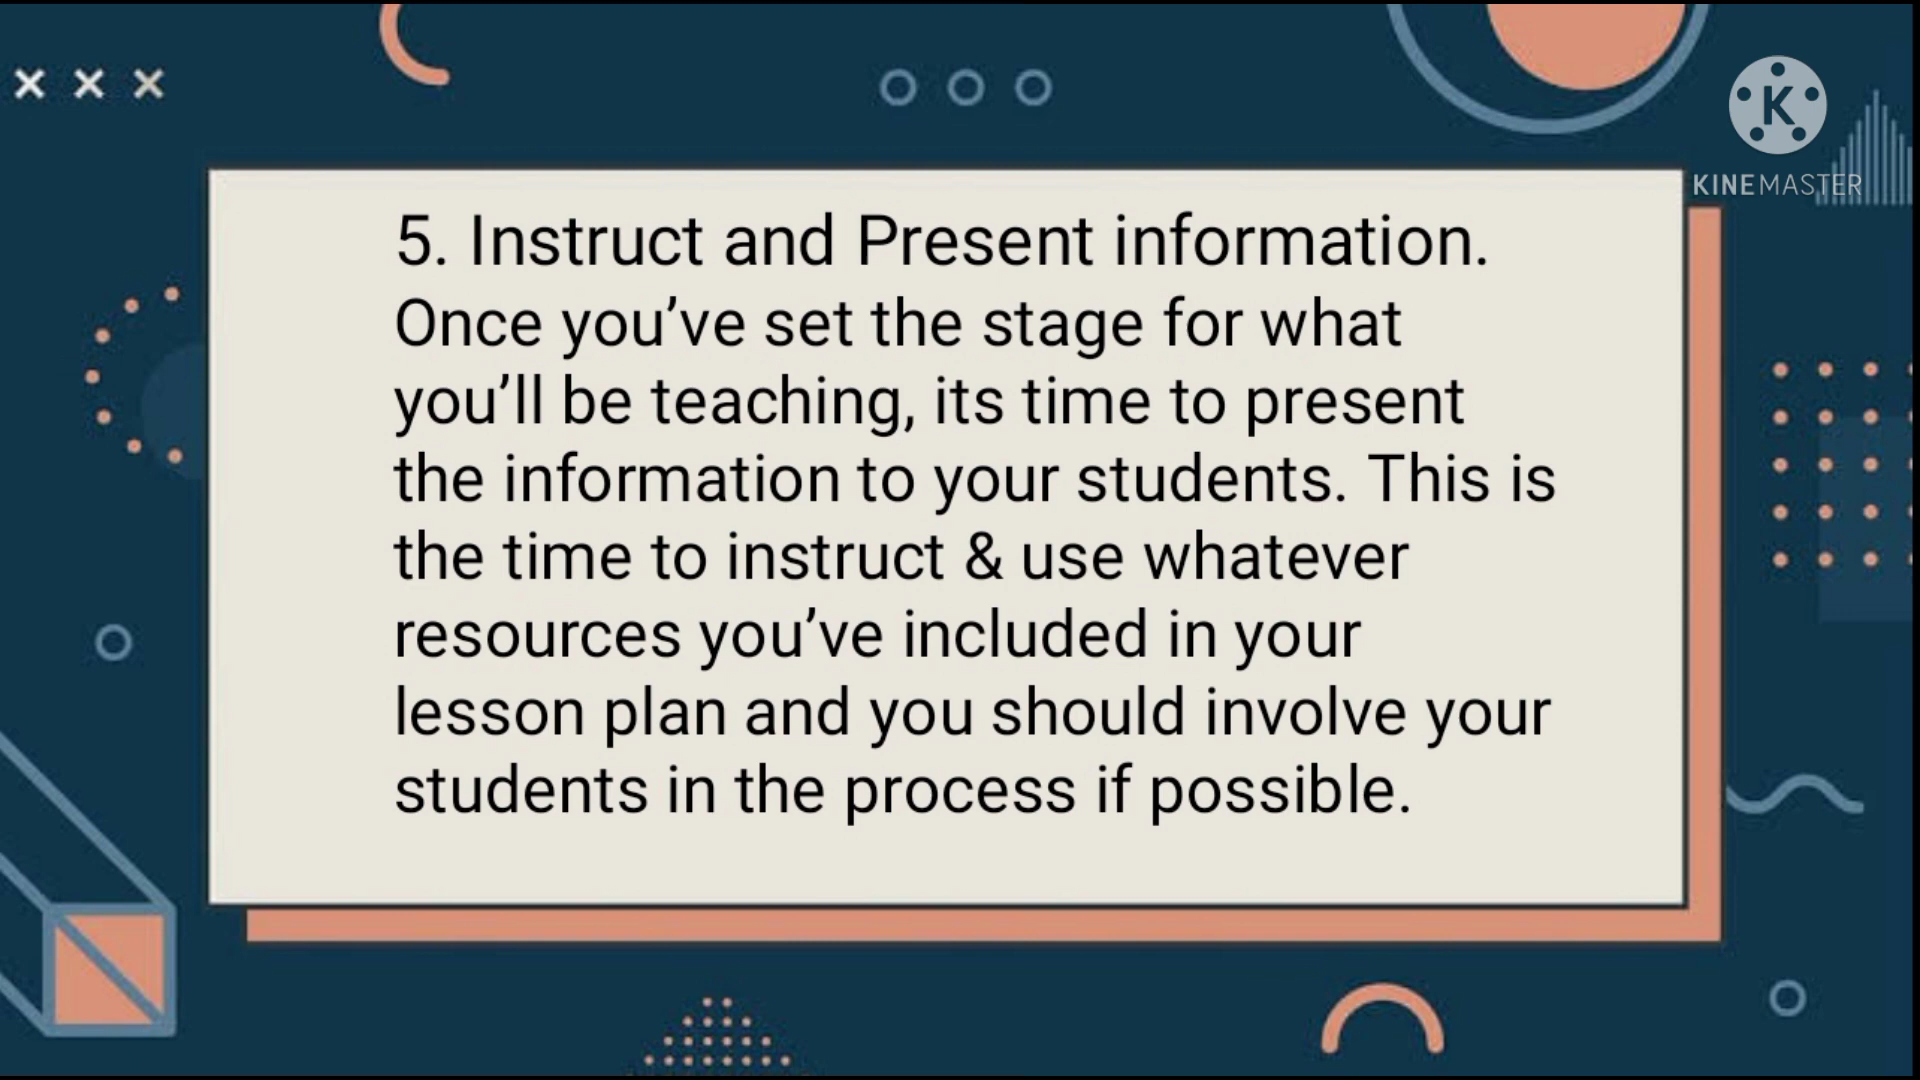 K
KINEMASTER
5. Instruct and Present information.
Once you’ve set the stage for what
you’ll be teaching, its time to present
the information to your students. This is
the time to instruct & use whatever
resources you’ve included in your
lesson plan and you should involve your
students in the process if possible.